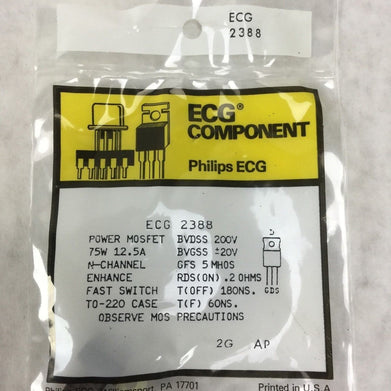 ECG
2388
ECG®
COMPONENT
Philips ECG
ECG 2388
POWER MOSFET BVDSS 200V
75W 12.5A BVGSS ±20V
N-CHANNEL GFS 5 MHOS
ENHANCE RDS(ON) .2 OHMS
FAST SWITCH T(OFF) 180NS.
TO-220 CASE T(F) 60NS.
OBSERVE MOS PRECAUTIONS
GDS
2G AP
PA 17701 Printed in U.S.A